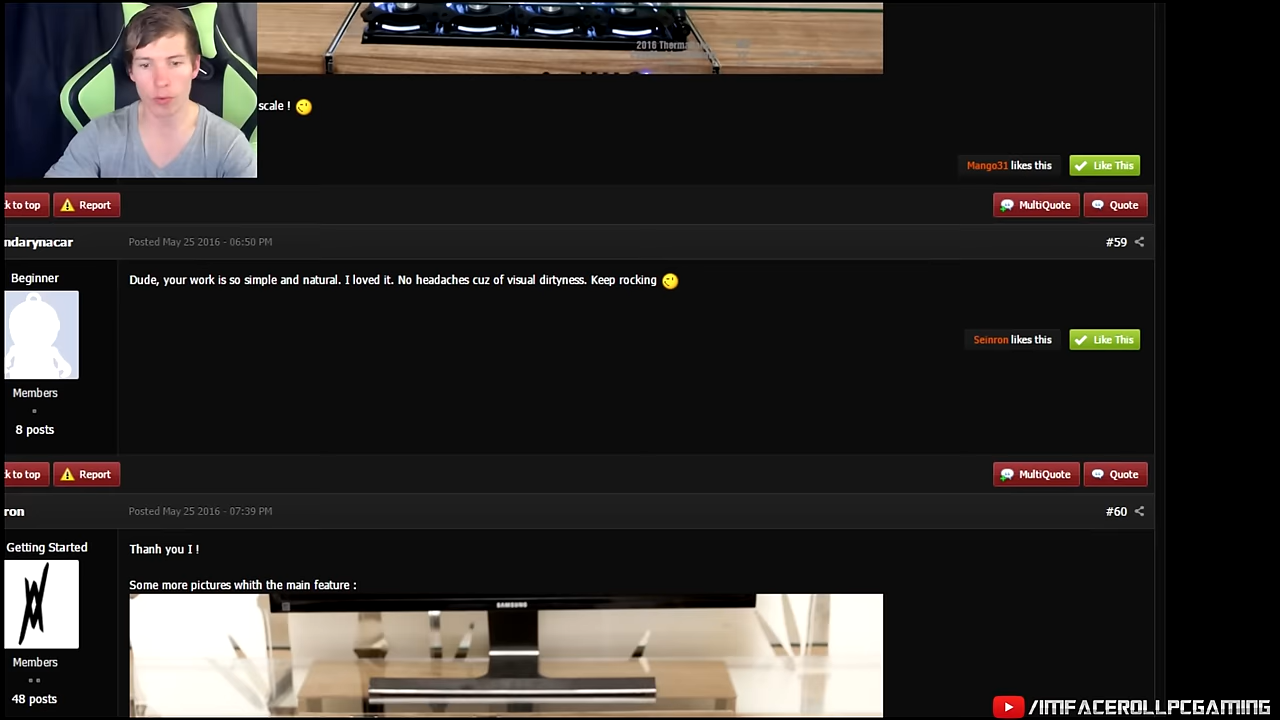 2016 Therma
scale !
Mango31 likes this
Like This
k to top
Report
MultiQuote
Quote
ndarynacar
Posted May 25 2016 - 06:50 PM
#59
Beginner
Dude, your work is so simple and natural. I loved it. No headaches cuz of visual dirtyness. Keep rocking
Seinron likes this
Like This
Members
8 posts
k to top
Report
MultiQuote
Quote
ron
Posted May 25 2016 - 07:39 PM
#60
Getting Started
Thanh you I !
Some more pictures whith the main feature :
SAMSUNG
Members
48 posts
/IMFACEROLLPCGAMING